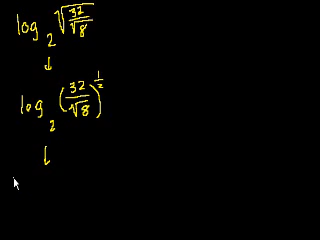 log₂ √(32/√8)
↓
log₂ (32/√8)^(1/2)
↓